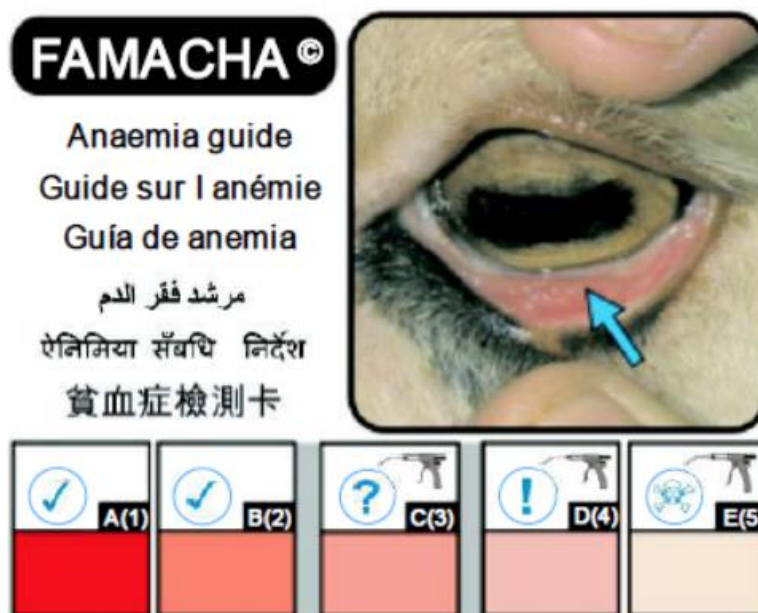 FAMACHA ©
Anaemia guide
Guide sur l anémie
Guía de anemia
مرشد فقر الدم
ऐनिमिया सँबधि निर्देश
貧血症檢測卡
✓ A(1) ✓ B(2) ? C(3) ! D(4) E(5